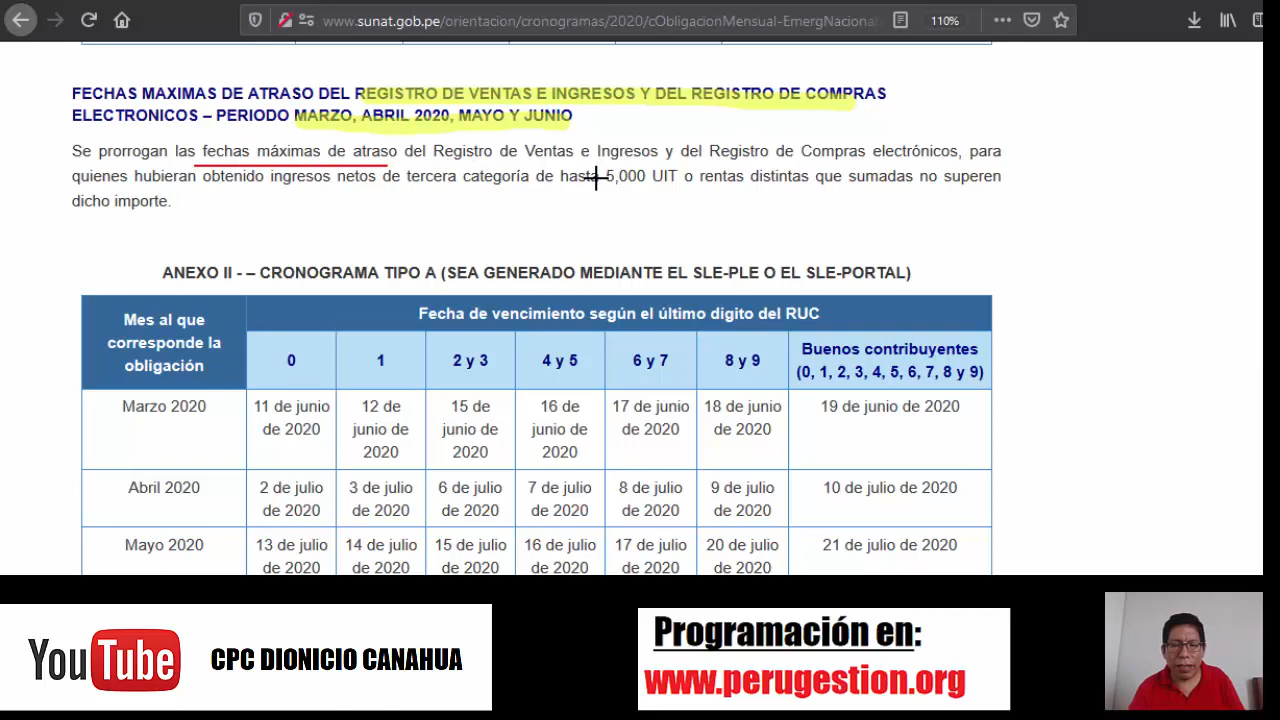 www.sunat.gob.pe/orientacion/cronogramas/2020/cObligacionMensual-EmergNacional
110%
FECHAS MAXIMAS DE ATRASO DEL REGISTRO DE VENTAS E INGRESOS Y DEL REGISTRO DE COMPRAS
ELECTRONICOS – PERIODO MARZO, ABRIL 2020, MAYO Y JUNIO
Se prorrogan las fechas máximas de atraso del Registro de Ventas e Ingresos y del Registro de Compras electrónicos, para
quienes hubieran obtenido ingresos netos de tercera categoría de hasta 5,000 UIT o rentas distintas que sumadas no superen
dicho importe.
ANEXO II - – CRONOGRAMA TIPO A (SEA GENERADO MEDIANTE EL SLE-PLE O EL SLE-PORTAL)
Mes al que
corresponde la
obligación
Fecha de vencimiento según el último digito del RUC
0 1 2 y 3 4 y 5 6 y 7 8 y 9
Buenos contribuyentes
(0, 1, 2, 3, 4, 5, 6, 7, 8 y 9)
Marzo 2020 11 de junio 12 de 15 de 16 de 17 de junio 18 de junio 19 de junio de 2020
de 2020 junio de junio de junio de de 2020 de 2020
2020 2020 2020
Abril 2020 2 de julio 3 de julio 6 de julio 7 de julio 8 de julio 9 de julio 10 de julio de 2020
de 2020 de 2020 de 2020 de 2020 de 2020 de 2020
Mayo 2020 13 de julio 14 de julio 15 de julio 16 de julio 17 de julio 20 de julio 21 de julio de 2020
de 2020 de 2020 de 2020 de 2020 de 2020 de 2020
YouTube
CPC DIONICIO CANAHUA
Programación en:
www.perugestion.org